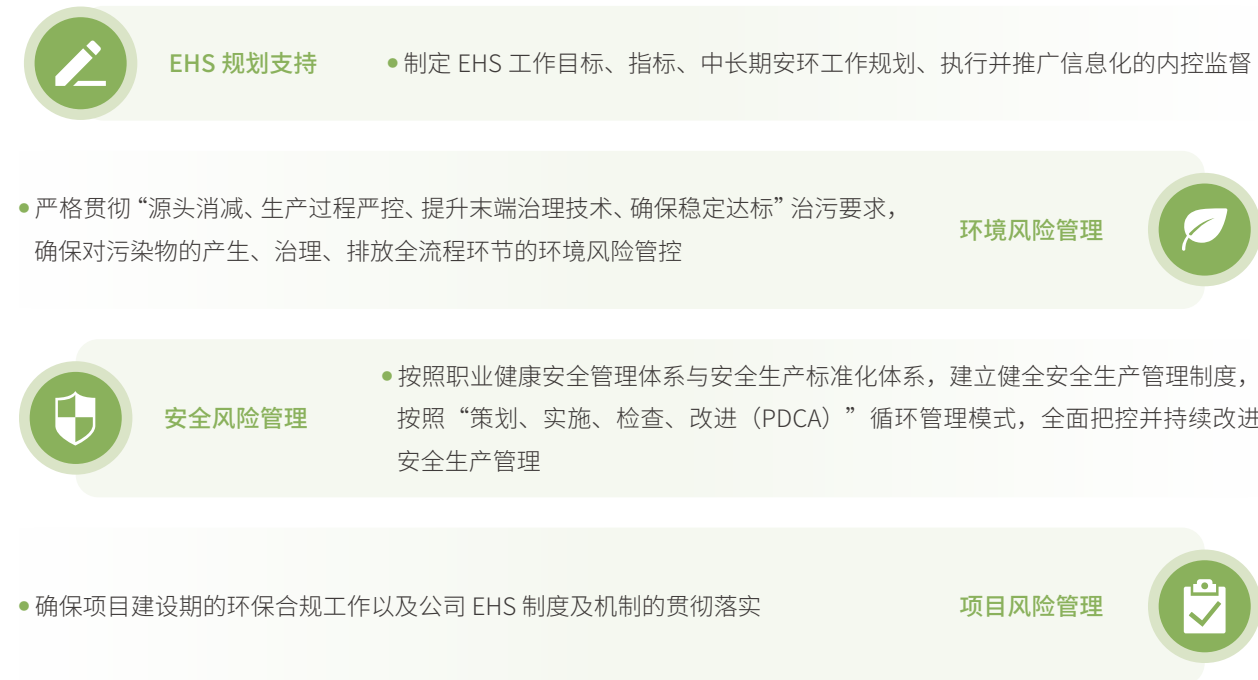 EHS 规划支持
•制定 EHS 工作目标、指标、中长期安环工作规划、执行并推广信息化的内控监督
•严格贯彻“源头消减、生产过程严控、提升末端治理技术、确保稳定达标”治污要求，
确保对污染物的产生、治理、排放全流程环节的环境风险管控
环境风险管理
安全风险管理
•按照职业健康安全管理体系与安全生产标准化体系，建立健全安全生产管理制度，
按照“策划、实施、检查、改进（PDCA）”循环管理模式，全面把控并持续改进
安全生产管理
•确保项目建设期的环保合规工作以及公司 EHS 制度及机制的贯彻落实
项目风险管理